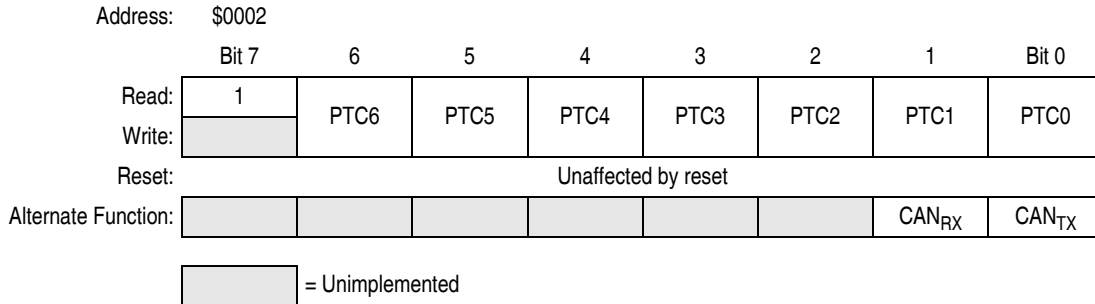 Address: $0002
Bit 7 6 5 4 3 2 1 Bit 0
Read: 1 PTC6 PTC5 PTC4 PTC3 PTC2 PTC1 PTC0
Write:
Reset: Unaffected by reset
Alternate Function: CANRX CANTX
= Unimplemented